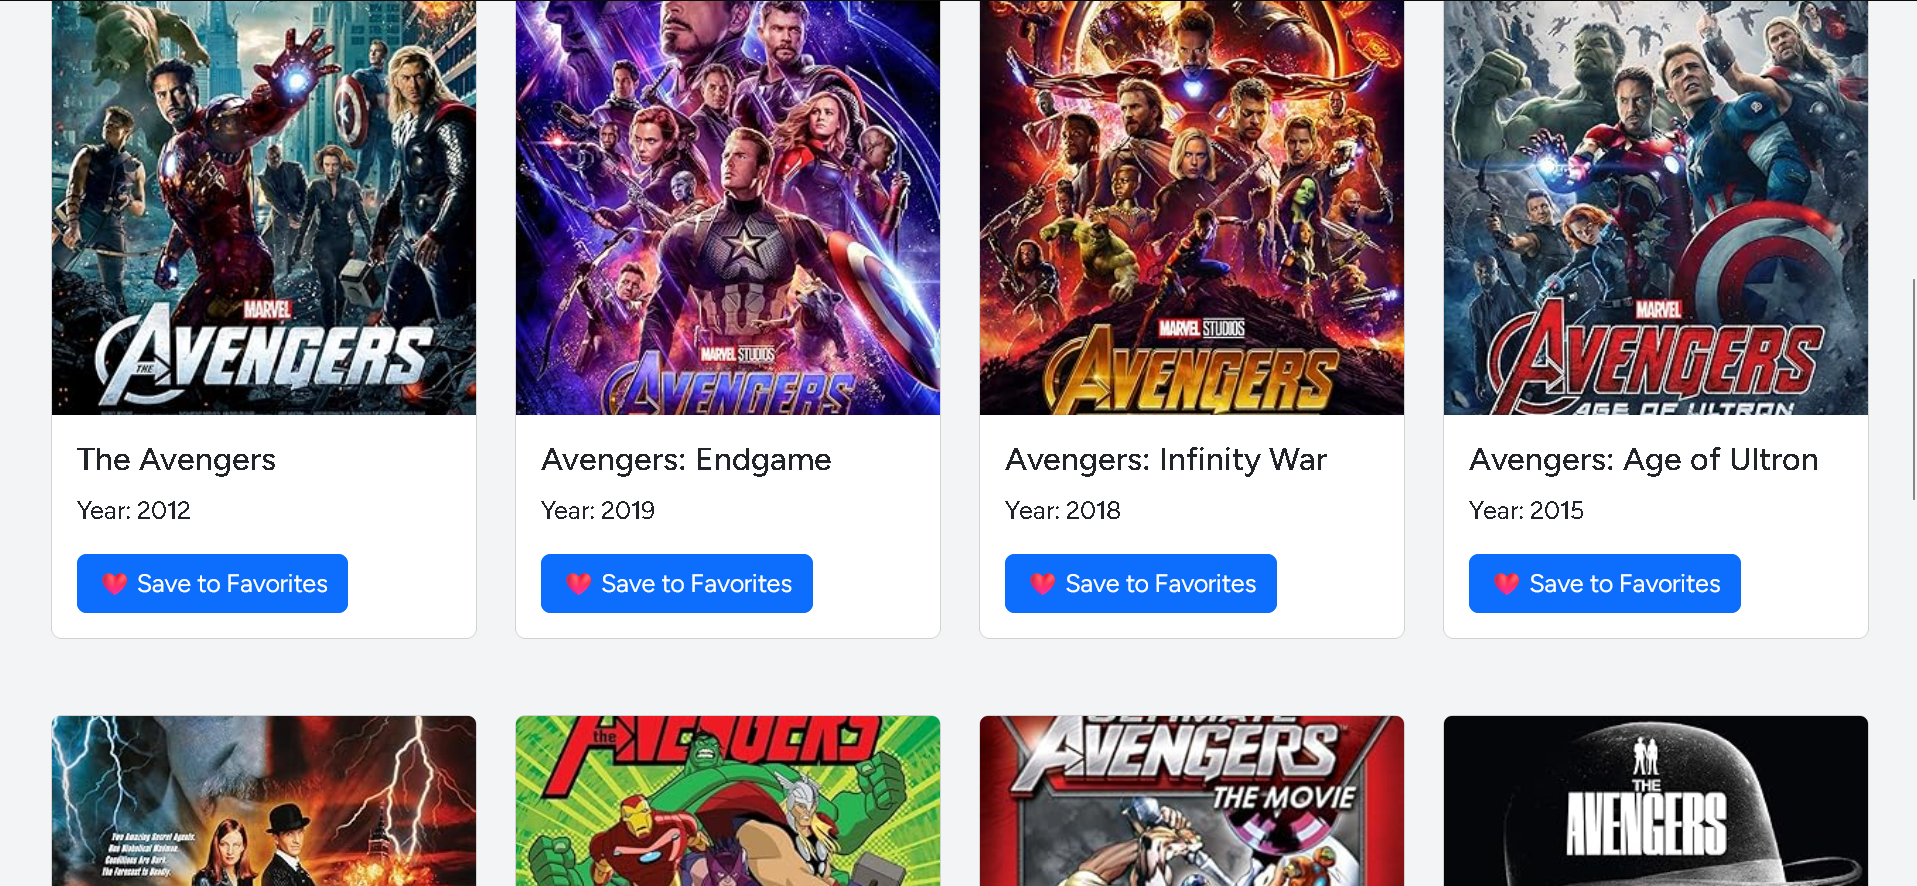 MARVEL
THE AVENGERS
MARVEL STUDIOS
AVENGERS
MARVEL STUDIOS
AVENGERS
MARVEL
AVENGERS
AGE OF ULTRON
The Avengers
Avengers: Endgame
Avengers: Infinity War
Avengers: Age of Ultron
Year: 2012
Year: 2019
Year: 2018
Year: 2015
Save to Favorites
Save to Favorites
Save to Favorites
Save to Favorites
Two Amazing Secret Agents.
One Diabolical Madman.
Conditions Are Dark.
The Forecast is Deadly.
the AVENGERS
ULTIMATE
AVENGERS
THE MOVIE
THE
AVENGERS